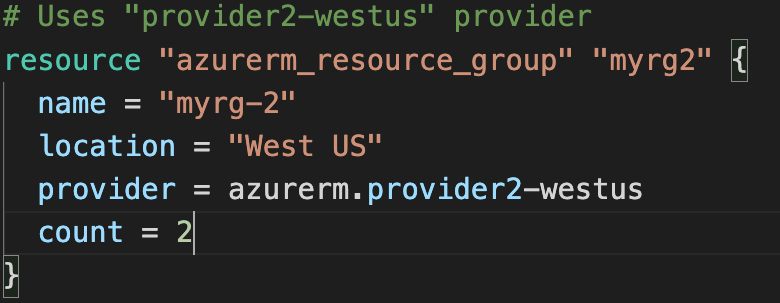 # Uses "provider2-westus" provider
resource "azurerm_resource_group" "myrg2" {
name = "myrg-2"
location = "West US"
provider = azurerm.provider2-westus
count = 2
}